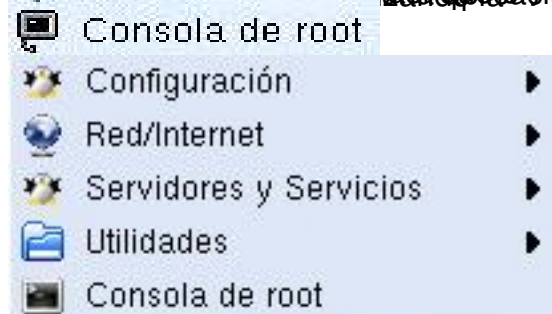 Consola de root
Configuración
Red/Internet
Servidores y Servicios
Utilidades
Consola de root